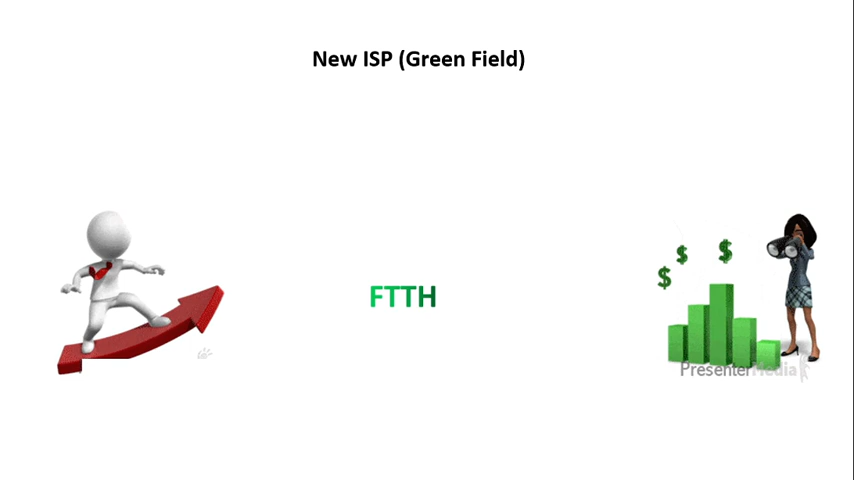 New ISP (Green Field)
$ $ $
FTTH
PresenterMedia